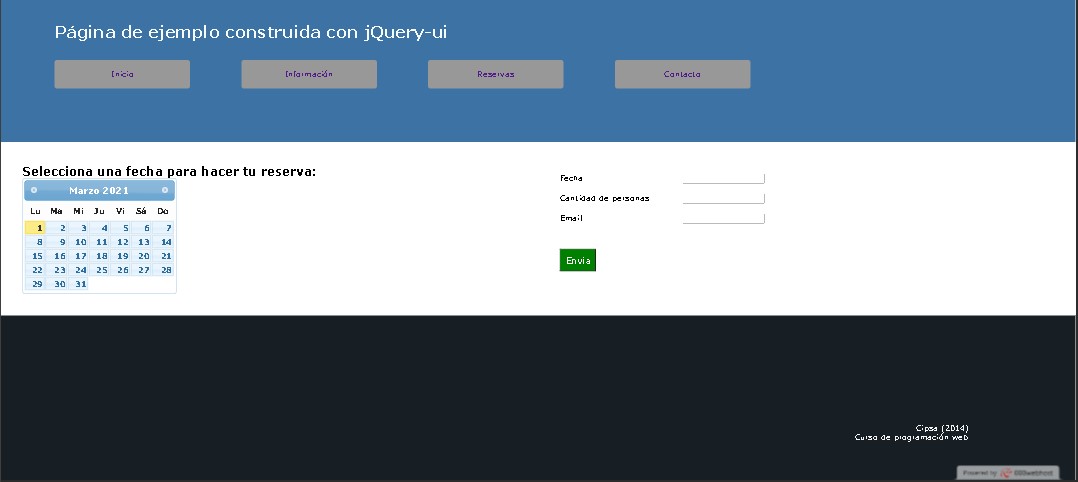 Página de ejemplo construida con jQuery-ui
Inicio Información Reservas Contacto
Selecciona una fecha para hacer tu reserva:
Marzo 2021
Lu Ma Mi Ju Vi Sá Do
1 2 3 4 5 6 7
8 9 10 11 12 13 14
15 16 17 18 19 20 21
22 23 24 25 26 27 28
29 30 31
Fecha
Cantidad de personas
Email
Envia
Cipsa (2014)
Curso de programación web
Powered by 000webhost